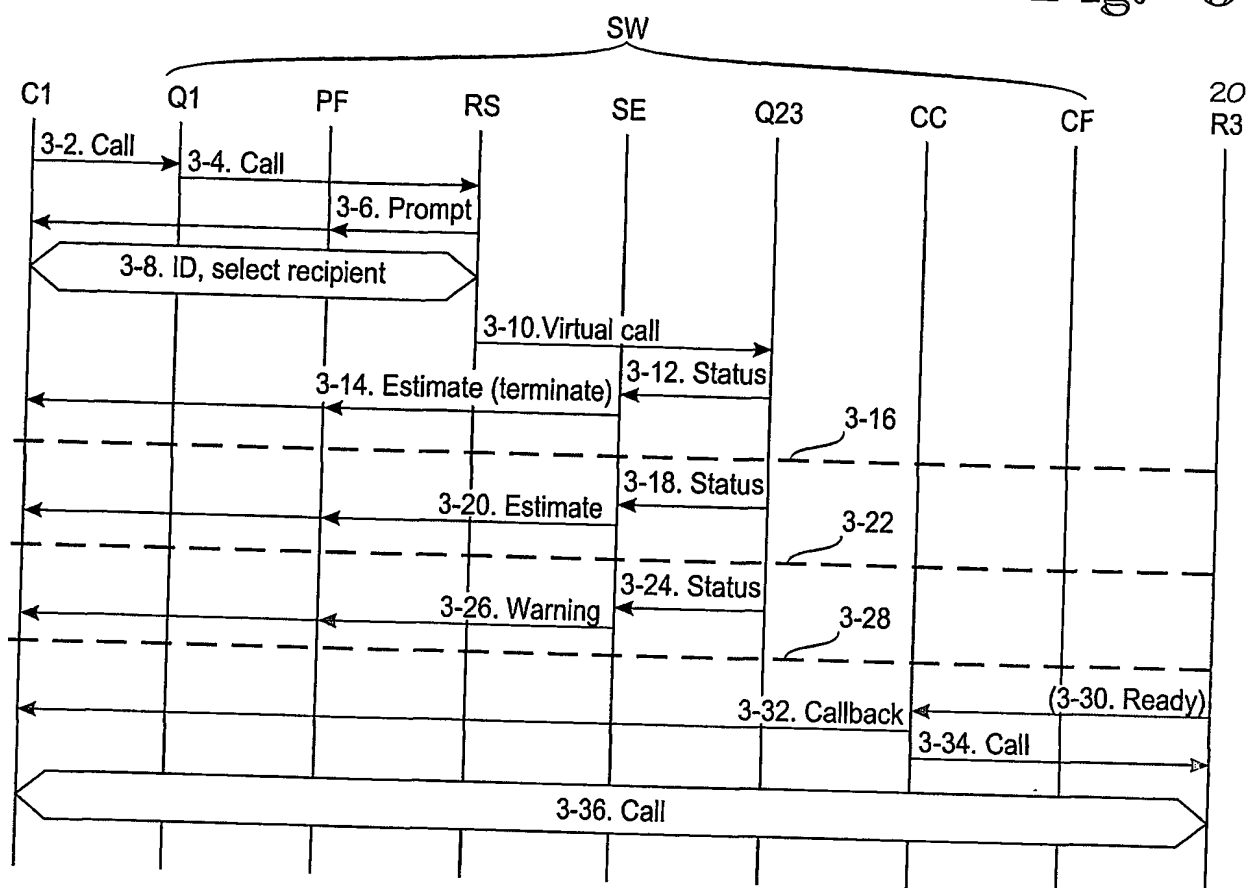 SW
C1 Q1 PF RS SE Q23 CC CF 20
R3
3-2. Call
3-4. Call
3-6. Prompt
3-8. ID, select recipient
3-10.Virtual call
3-12. Status
3-14. Estimate (terminate)
3-16
3-18. Status
3-20. Estimate
3-22
3-24. Status
3-26. Warning
3-28
(3-30. Ready)
3-32. Callback
3-34. Call
3-36. Call